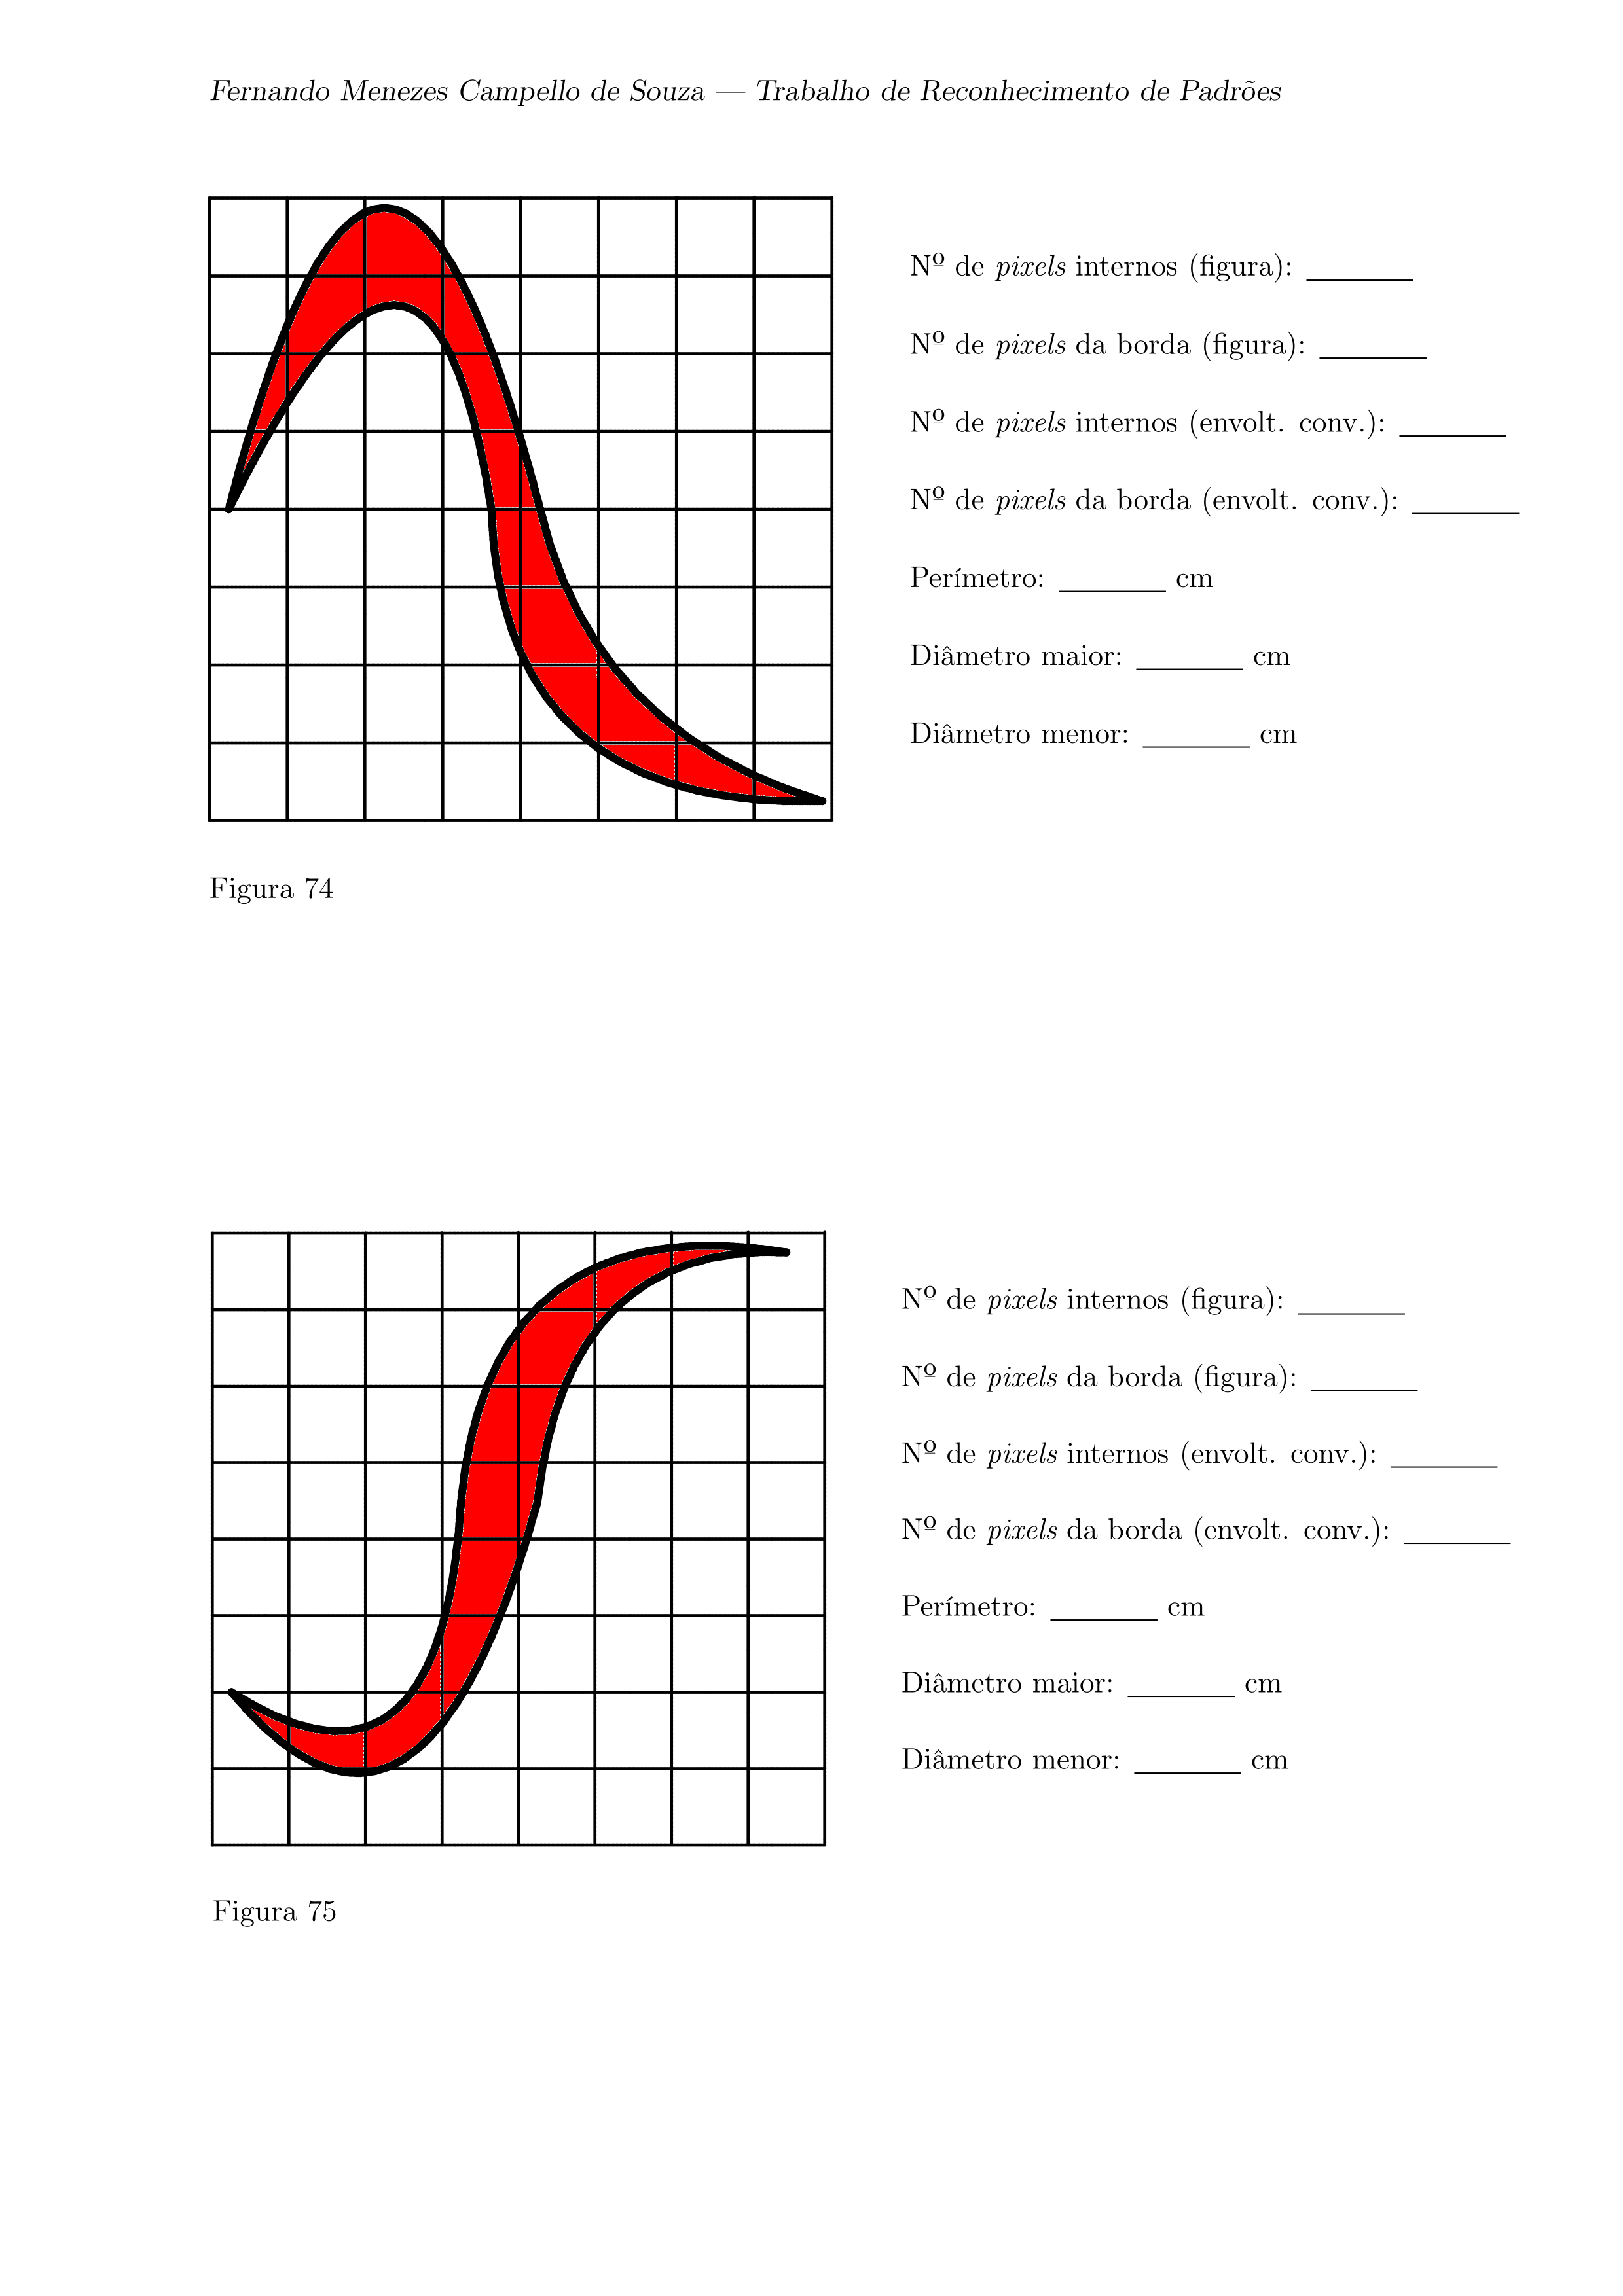 Fernando Menezes Campello de Souza — Trabalho de Reconhecimento de Padrões
Nº de pixels internos (figura): _______
Nº de pixels da borda (figura): _______
Nº de pixels internos (envolt. conv.): _______
Nº de pixels da borda (envolt. conv.): _______
Perímetro: _______ cm
Diâmetro maior: _______ cm
Diâmetro menor: _______ cm
Figura 74
Nº de pixels internos (figura): _______
Nº de pixels da borda (figura): _______
Nº de pixels internos (envolt. conv.): _______
Nº de pixels da borda (envolt. conv.): _______
Perímetro: _______ cm
Diâmetro maior: _______ cm
Diâmetro menor: _______ cm
Figura 75